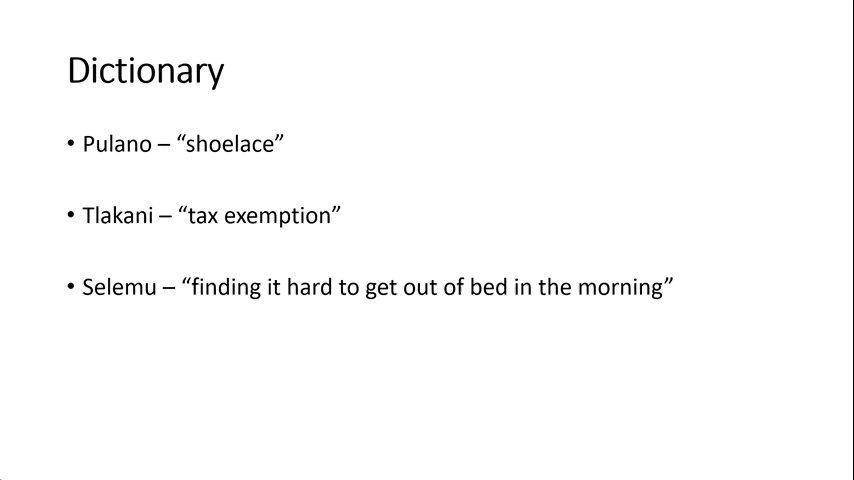 Dictionary
• Pulano – “shoelace”
• Tlakani – “tax exemption”
• Selemu – “finding it hard to get out of bed in the morning”